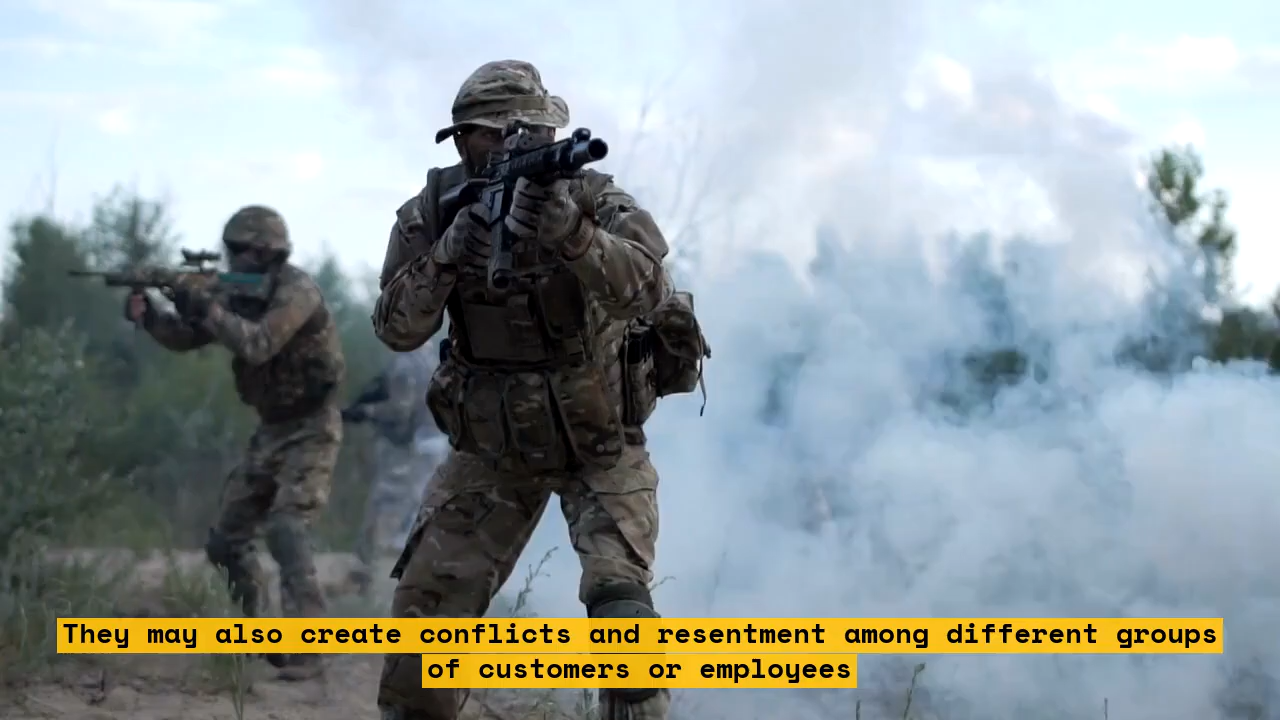 They may also create conflicts and resentment among different groups
of customers or employees